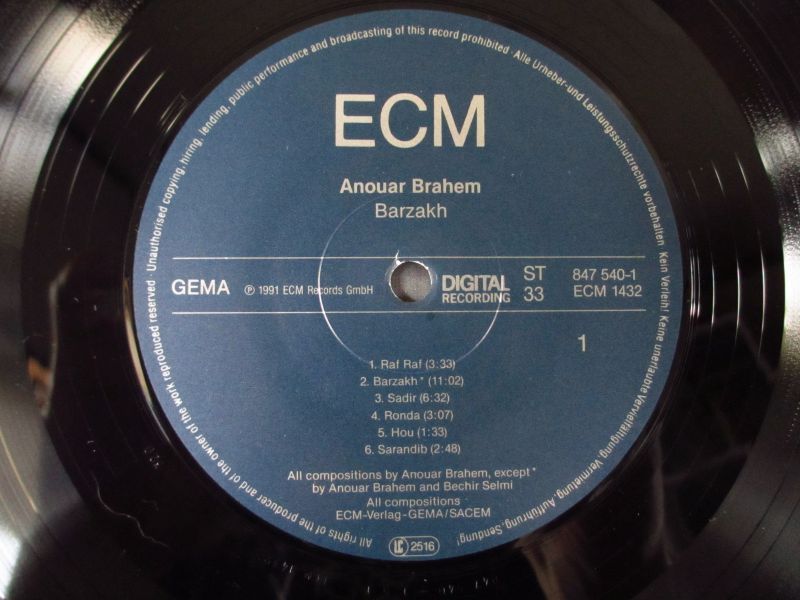 ECM
Anouar Brahem
Barzakh
GEMA
℗ 1991 ECM Records GmbH
DIGITAL
RECORDING
ST
33
847 540-1
ECM 1432
1
1. Raf Raf (3:33)
2. Barzakh * (11:02)
3. Sadir (6:32)
4. Ronda (3:07)
5. Hou (1:33)
6. Sarandib (2:48)
All compositions by Anouar Brahem, except *
by Anouar Brahem and Bechir Selmi
All compositions
ECM-Verlag - GEMA/SACEM
LC 2516
All rights of the producer and of the owner of the work reproduced reserved · Unauthorised copying, hiring, lending, public performance and broadcasting of this record prohibited · Alle Urheber- und Leistungsschutzrechte vorbehalten · Kein Verleih! Keine unerlaubte Vervielfältigung, Vermietung, Aufführung, Sendung!